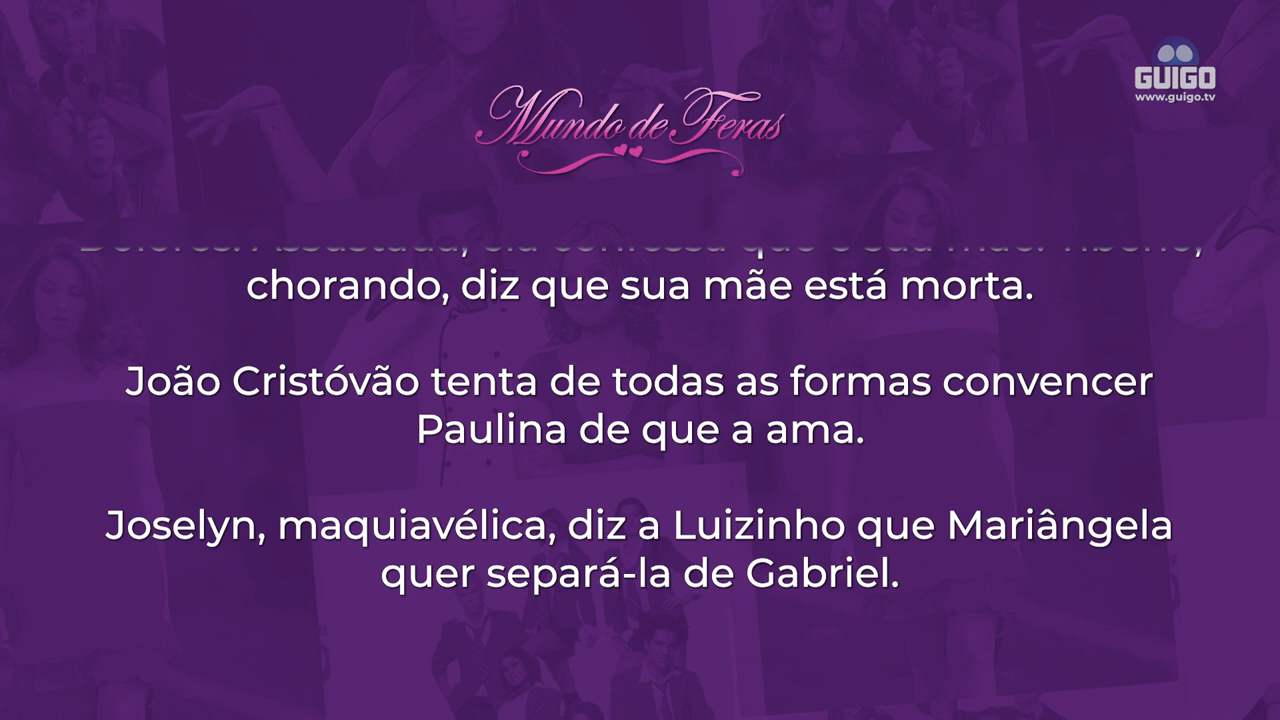 GUIGO
www.guigo.tv
Mundo de Feras
chorando, diz que sua mãe está morta.
João Cristóvão tenta de todas as formas convencer
Paulina de que a ama.
Joselyn, maquiavélica, diz a Luizinho que Mariângela
quer separá-la de Gabriel.